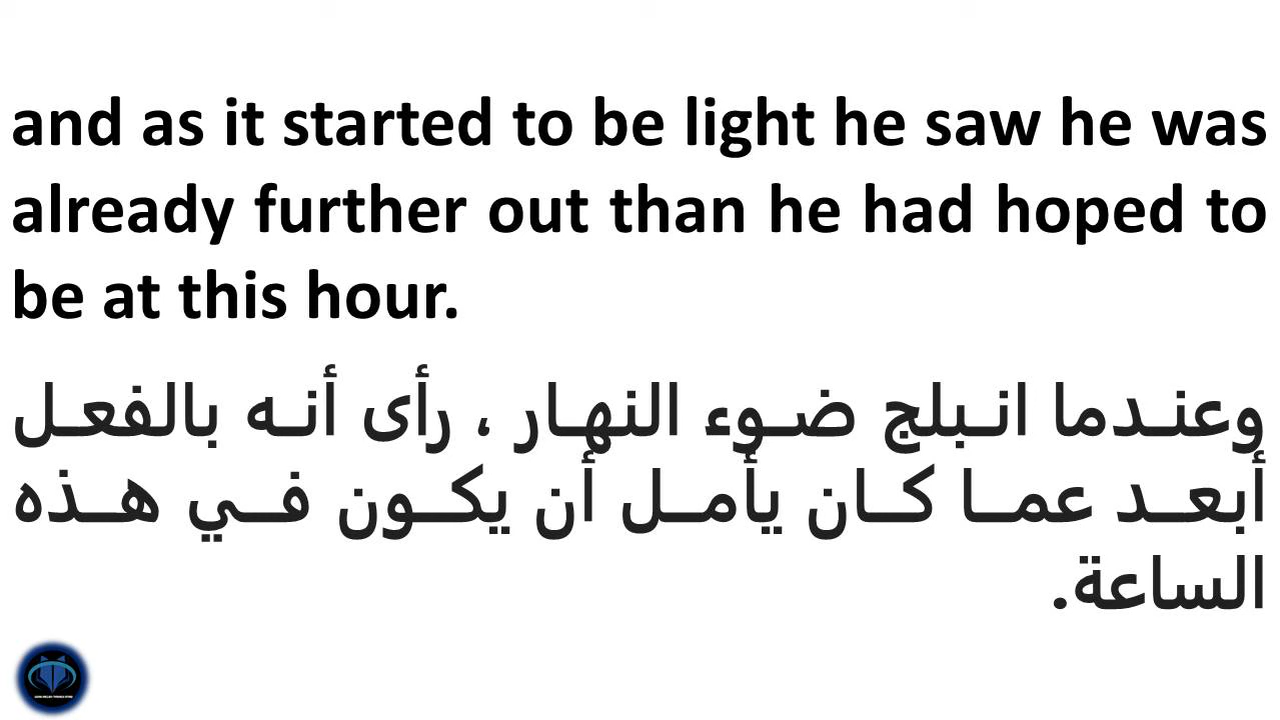 and as it started to be light he saw he was
already further out than he had hoped to
be at this hour.
وعندما انبلج ضوء النهار ، رأى أنه بالفعل
أبعد عما كان يأمل أن يكون في هذه
الساعة.